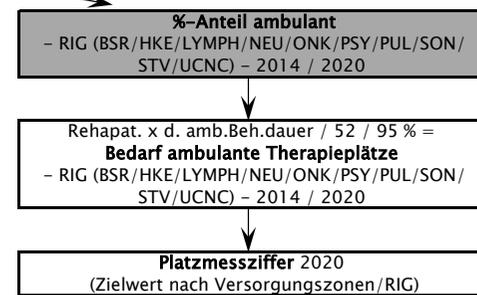 %-Anteil ambulant
– RIG (BSR/HKE/LYMPH/NEU/ONK/PSY/PUL/SON/
STV/UCNC) – 2014 / 2020
Rehapat. x d. amb.Beh.dauer / 52 / 95 % =
Bedarf ambulante Therapieplätze
– RIG (BSR/HKE/LYMPH/NEU/ONK/PSY/PUL/SON/
STV/UCNC) – 2014 / 2020
Platzmessziffer 2020
(Zielwert nach Versorgungszonen/RIG)